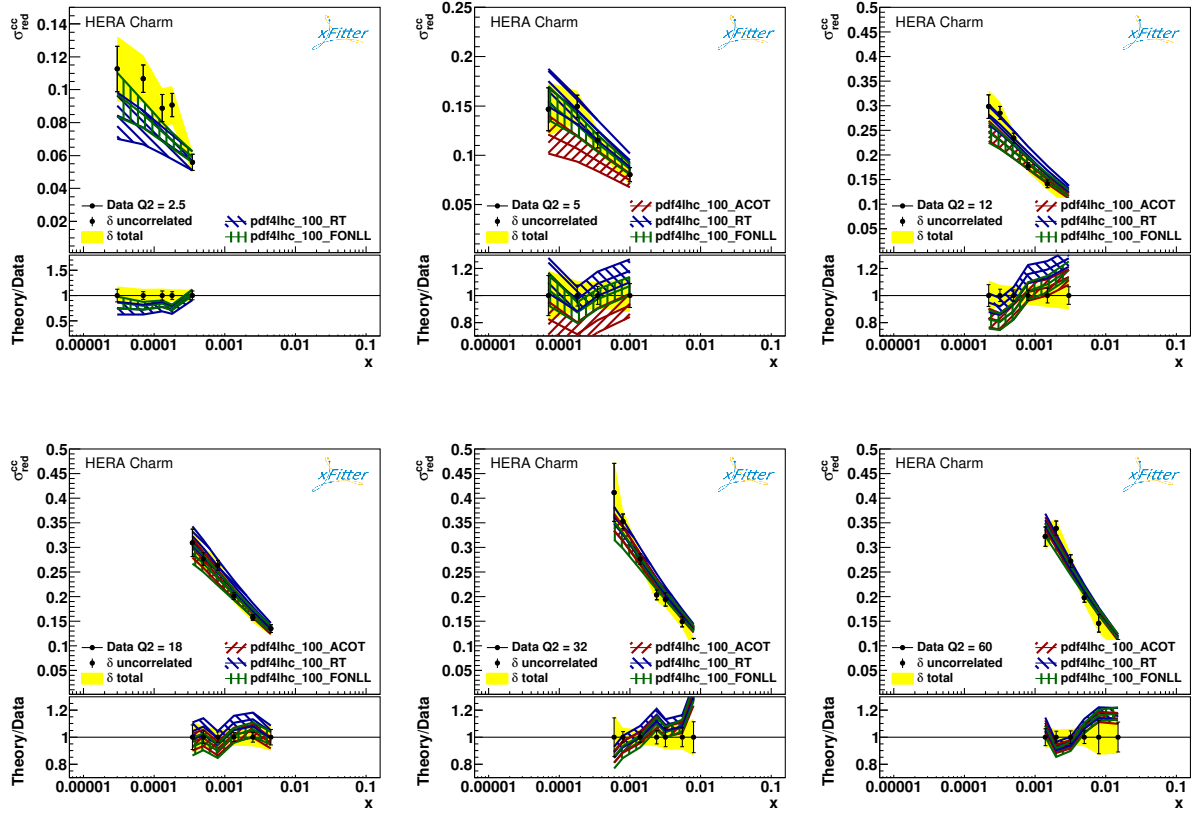 HERA Charm
xFitter
σ_red^cc
0.14
0.12
0.1
0.08
0.06
0.04
0.02
Data Q2 = 2.5
δ uncorrelated
δ total
pdf4lhc_100_RT
pdf4lhc_100_FONLL
Theory/Data
1.5
1
0.5
0.00001 0.0001 0.001 0.01 0.1
x
HERA Charm
xFitter
σ_red^cc
0.25
0.2
0.15
0.1
0.05
Data Q2 = 5
δ uncorrelated
δ total
pdf4lhc_100_ACOT
pdf4lhc_100_RT
pdf4lhc_100_FONLL
Theory/Data
1.2
1
0.8
0.00001 0.0001 0.001 0.01 0.1
x
HERA Charm
xFitter
σ_red^cc
0.5
0.45
0.4
0.35
0.3
0.25
0.2
0.15
0.1
0.05
Data Q2 = 12
δ uncorrelated
δ total
pdf4lhc_100_ACOT
pdf4lhc_100_RT
pdf4lhc_100_FONLL
Theory/Data
1.2
1
0.8
0.00001 0.0001 0.001 0.01 0.1
x
HERA Charm
xFitter
σ_red^cc
0.5
0.45
0.4
0.35
0.3
0.25
0.2
0.15
0.1
0.05
Data Q2 = 18
δ uncorrelated
δ total
pdf4lhc_100_ACOT
pdf4lhc_100_RT
pdf4lhc_100_FONLL
Theory/Data
1.2
1
0.8
0.00001 0.0001 0.001 0.01 0.1
x
HERA Charm
xFitter
σ_red^cc
0.5
0.45
0.4
0.35
0.3
0.25
0.2
0.15
0.1
0.05
Data Q2 = 32
δ uncorrelated
δ total
pdf4lhc_100_ACOT
pdf4lhc_100_RT
pdf4lhc_100_FONLL
Theory/Data
1.2
1
0.8
0.00001 0.0001 0.001 0.01 0.1
x
HERA Charm
xFitter
σ_red^cc
0.5
0.45
0.4
0.35
0.3
0.25
0.2
0.15
0.1
0.05
Data Q2 = 60
δ uncorrelated
δ total
pdf4lhc_100_ACOT
pdf4lhc_100_RT
pdf4lhc_100_FONLL
Theory/Data
1.2
1
0.8
0.00001 0.0001 0.001 0.01 0.1
x